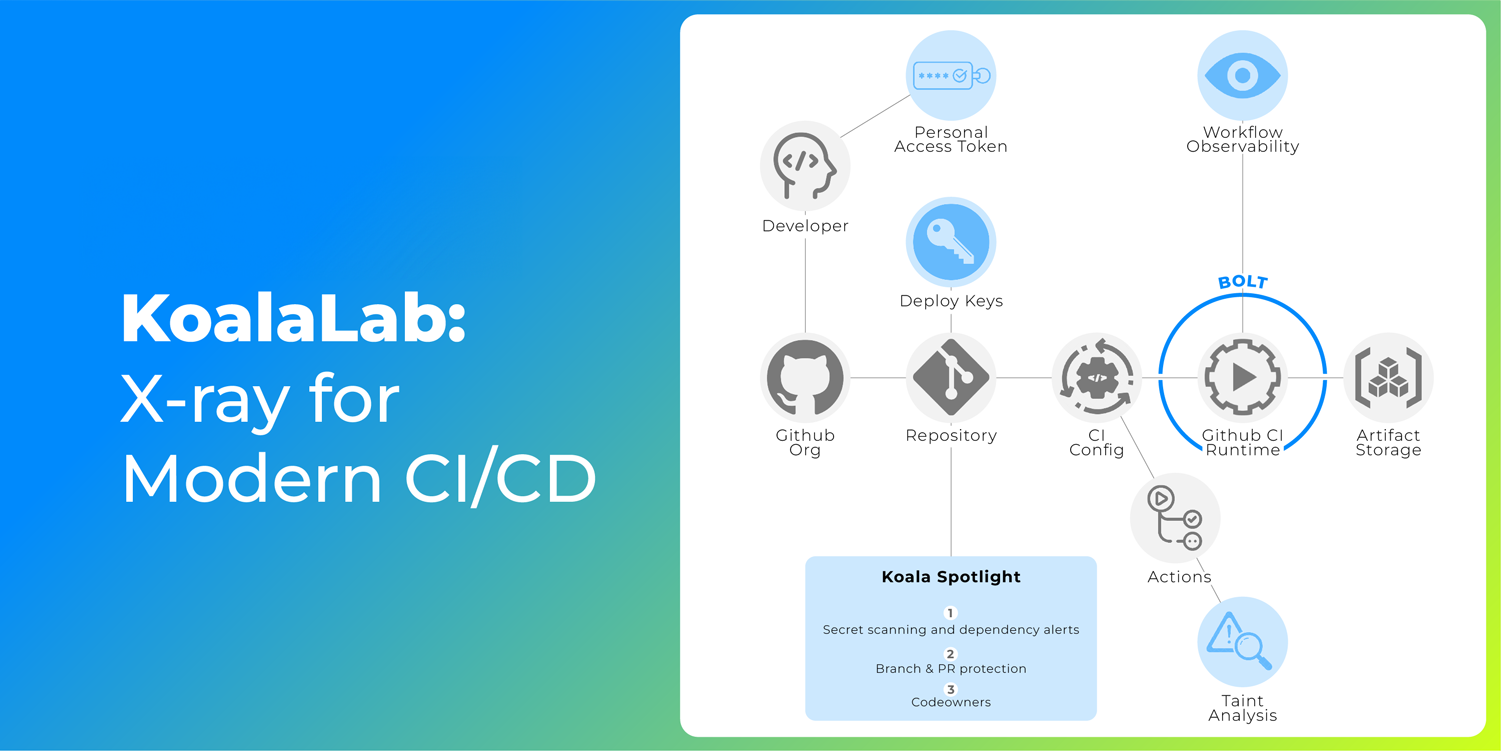 KoalaLab:
X-ray for
Modern CI/CD
****
Personal
Access Token
Workflow
Observability
</>
Developer
Deploy Keys
BOLT
</>
Github
Org
Repository
CI
Config
Github CI
Runtime
Artifact
Storage
Actions
Koala Spotlight
1
Secret scanning and dependency alerts
2
Branch & PR protection
3
Codeowners
!
Taint
Analysis